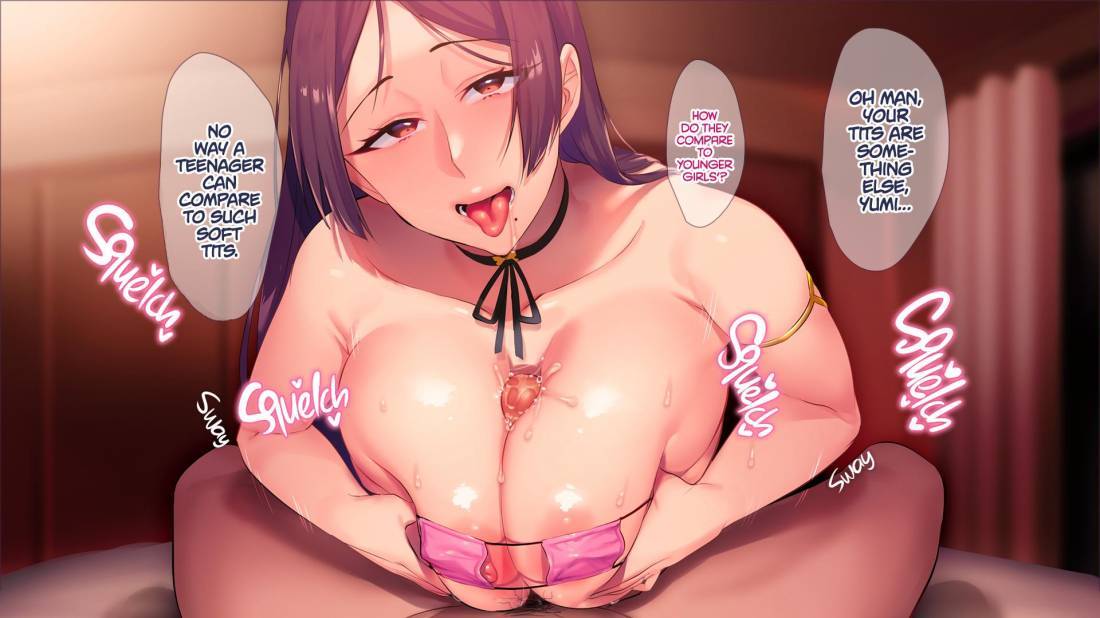 OH MAN,
YOUR
TITS ARE
SOME-
THING
ELSE,
YUMI...
HOW
DO THEY
COMPARE
TO
YOUNGER
GIRLS'?
NO
WAY A
TEENAGER
CAN
COMPARE
TO SUCH
SOFT
TITS.
Squelch
Squelch
Squelch
Squelch
Sway
Sway